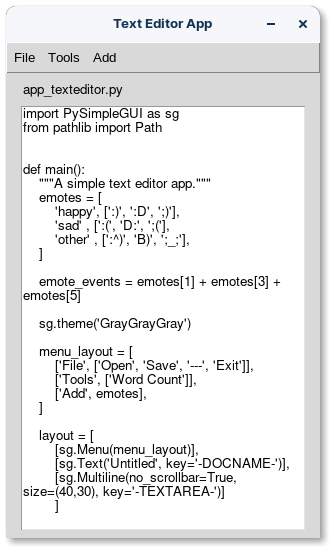 Text Editor App
File Tools Add
app_texteditor.py
import PySimpleGUI as sg
from pathlib import Path
def main():
"""A simple text editor app."""
emotes = [
'happy', [':)', ':D', ';)'],
'sad' , [':(', 'D:', ';('],
'other' , [':^)', 'B)', ';_;'],
]
emote_events = emotes[1] + emotes[3] +
emotes[5]
sg.theme('GrayGrayGray')
menu_layout = [
['File', ['Open', 'Save', '---', 'Exit']],
['Tools', ['Word Count']],
['Add', emotes],
]
layout = [
[sg.Menu(menu_layout)],
[sg.Text('Untitled', key='-DOCNAME-')],
[sg.Multiline(no_scrollbar=True,
size=(40,30), key='-TEXTAREA-')]
]